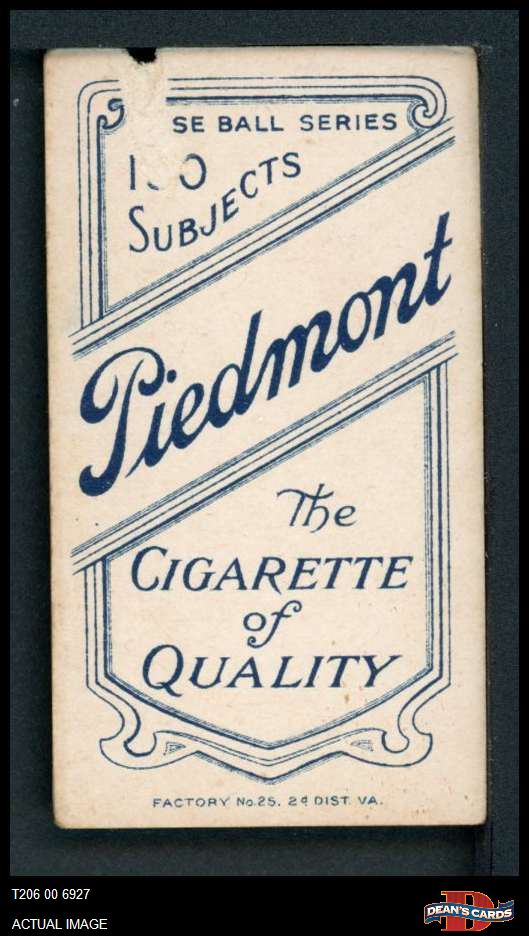 SE BALL SERIES
SUBJECTS
Piedmont
The
CIGARETTE
of
QUALITY
FACTORY No. 25. 2d DIST. VA.
T206 00 6927
ACTUAL IMAGE
D
DEAN'S CARDS